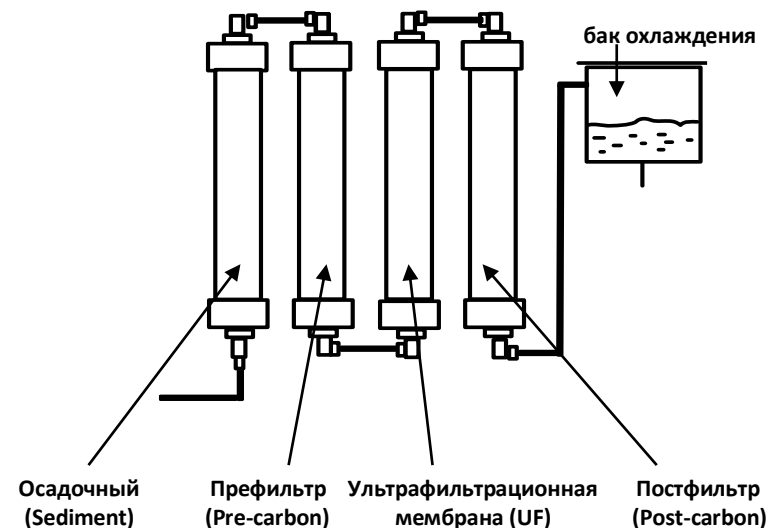 бак охлаждения
Осадочный
(Sediment)
Префильтр
(Pre-carbon)
Ультрафильтрационная
мембрана (UF)
Постфильтр
(Post-carbon)